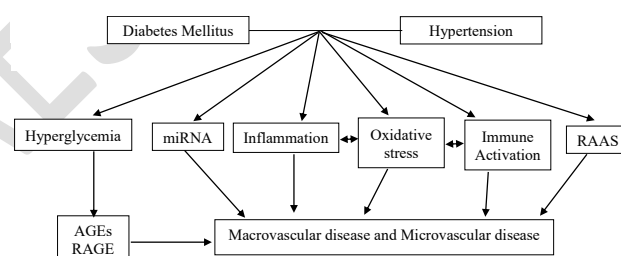 Diabetes Mellitus
Hypertension
Hyperglycemia
miRNA
Inflammation
Oxidative
stress
Immune
Activation
RAAS
AGEs
RAGE
Macrovascular disease and Microvascular disease